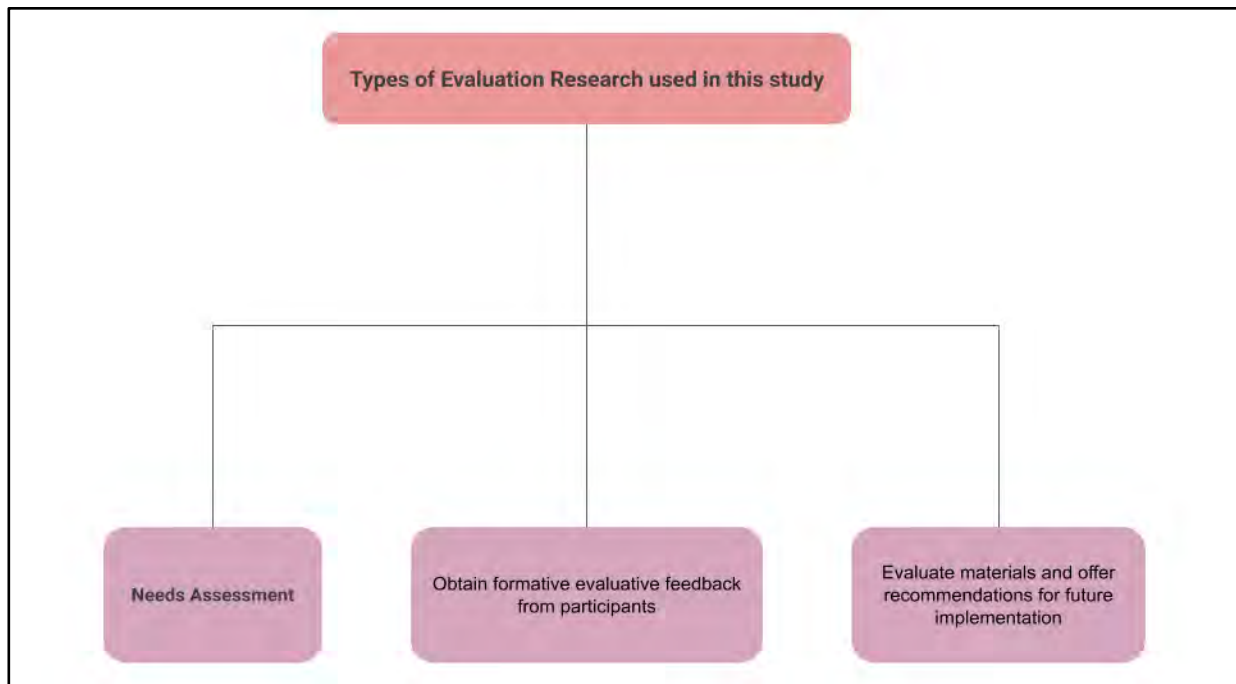 Types of Evaluation Research used in this study
Needs Assessment
Obtain formative evaluative feedback
from participants
Evaluate materials and offer
recommendations for future
implementation